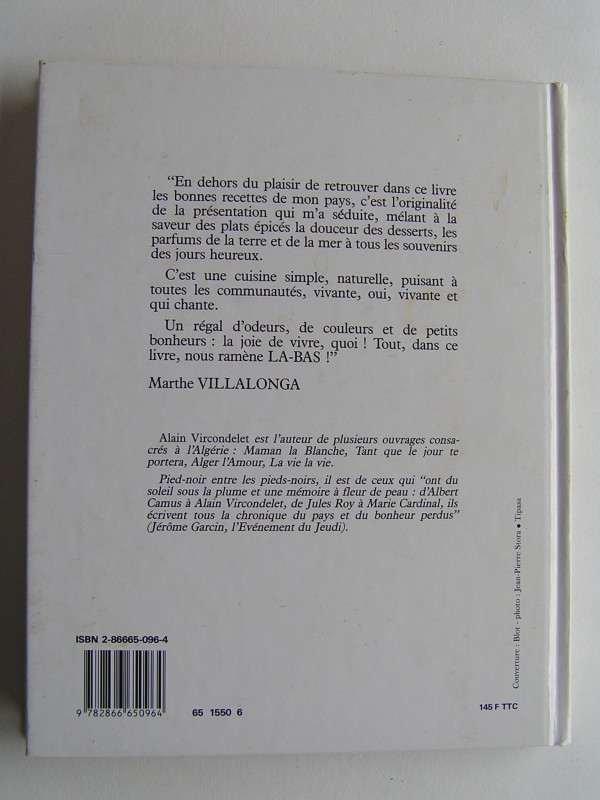 “En dehors du plaisir de retrouver dans ce livre
les bonnes recettes de mon pays, c’est l’originalité
de la présentation qui m’a séduite, mélant à la
saveur des plats épicés la douceur des desserts, les
parfums de la terre et de la mer à tous les souvenirs
des jours heureux.
C’est une cuisine simple, naturelle, puisant à
toutes les communautés, vivante, oui, vivante et
qui chante.
Un régal d’odeurs, de couleurs et de petits
bonheurs : la joie de vivre, quoi ! Tout, dans ce
livre, nous ramène LA-BAS !”
Marthe VILLALONGA
Alain Vircondelet est l’auteur de plusieurs ouvrages consa-
crés à l’Algérie : Maman la Blanche, Tant que le jour te
portera, Alger l’Amour, La vie la vie.
Pied-noir entre les pieds-noirs, il est de ceux qui “ont du
soleil sous la plume et une mémoire à fleur de peau : d’Albert
Camus à Alain Vircondelet, de Jules Roy à Marie Cardinal, ils
écrivent tous la chronique du pays et du bonheur perdus”
(Jérôme Garcin, l’Evénement du Jeudi).
Couverture : Blot - photo : Jean-Pierre Stora • Tipasa
ISBN 2-86665-096-4
9 782866 650964
65 1550 6
145 F TTC